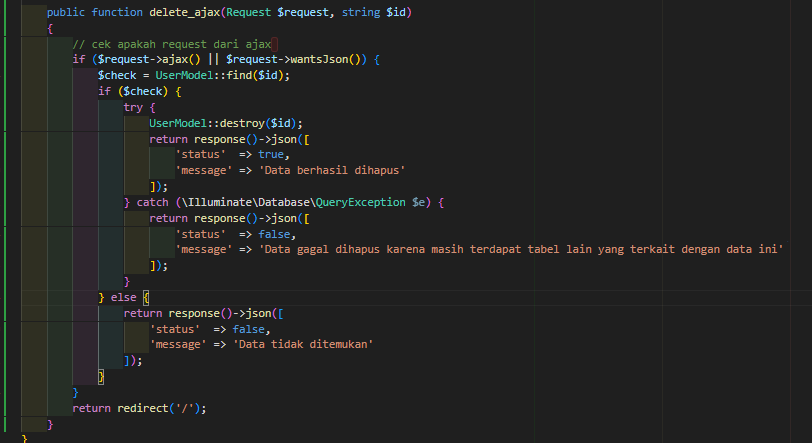 public function delete_ajax(Request $request, string $id)
{
// cek apakah request dari ajax
if ($request->ajax() || $request->wantsJson()) {
$check = UserModel::find($id);
if ($check) {
try {
UserModel::destroy($id);
return response()->json([
'status'  => true,
'message' => 'Data berhasil dihapus'
]);
} catch (\Illuminate\Database\QueryException $e) {
return response()->json([
'status'  => false,
'message' => 'Data gagal dihapus karena masih terdapat tabel lain yang terkait dengan data ini'
]);
}
} else {
return response()->json([
'status'  => false,
'message' => 'Data tidak ditemukan'
]);
}
}
return redirect('/');
}
}